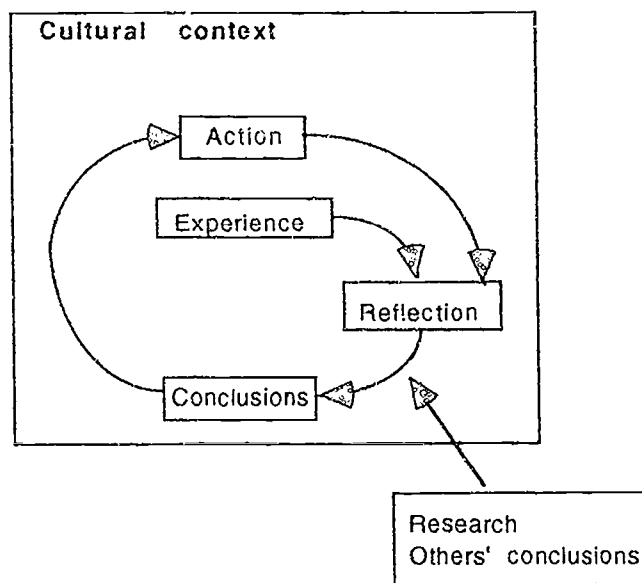 Cultural context
Action
Experience
Reflection
Conclusions
Research
Others' conclusions